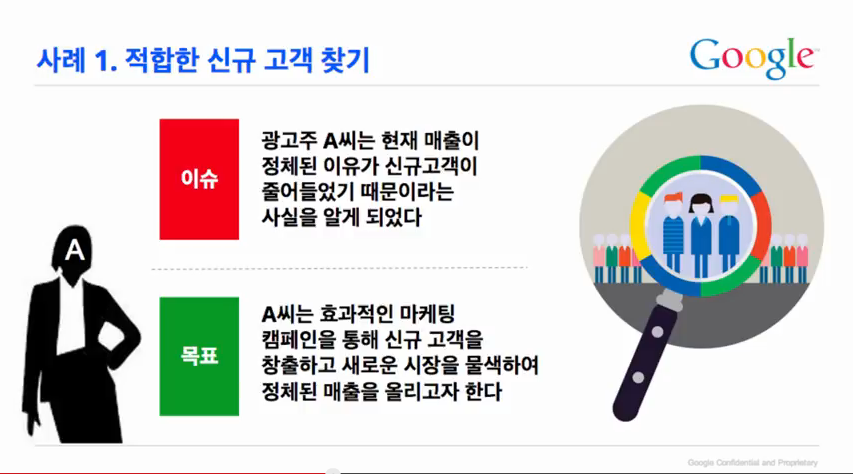 사례 1. 적합한 신규 고객 찾기
Google
이슈
광고주 A씨는 현재 매출이
정체된 이유가 신규고객이
줄어들었기 때문이라는
사실을 알게 되었다
A
목표
A씨는 효과적인 마케팅
캠페인을 통해 신규 고객을
창출하고 새로운 시장을 물색하여
정체된 매출을 올리고자 한다
Google Confidential and Proprietary